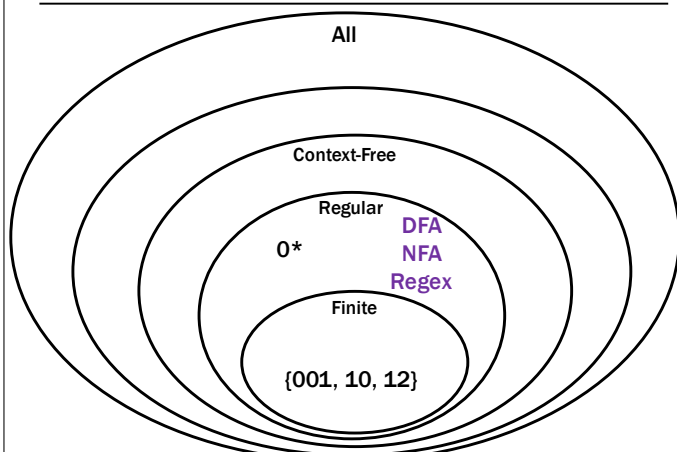 All
Context-Free
Regular
DFA
0*
NFA
Regex
Finite
{001, 10, 12}